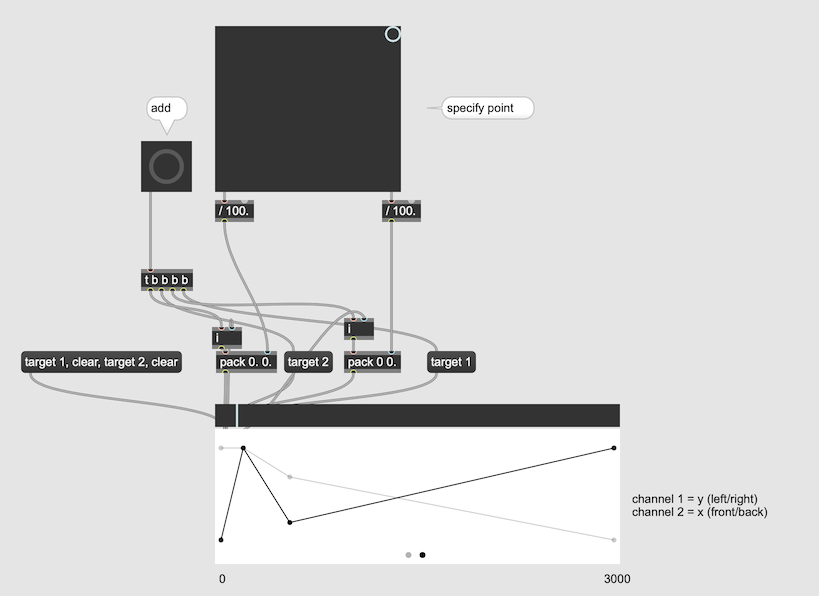 add
specify point
/ 100.
/ 100.
t b b b b
i
i
target 1, clear, target 2, clear
pack 0. 0.
target 2
pack 0 0.
target 1
channel 1 = y (left/right)
channel 2 = x (front/back)
0
3000